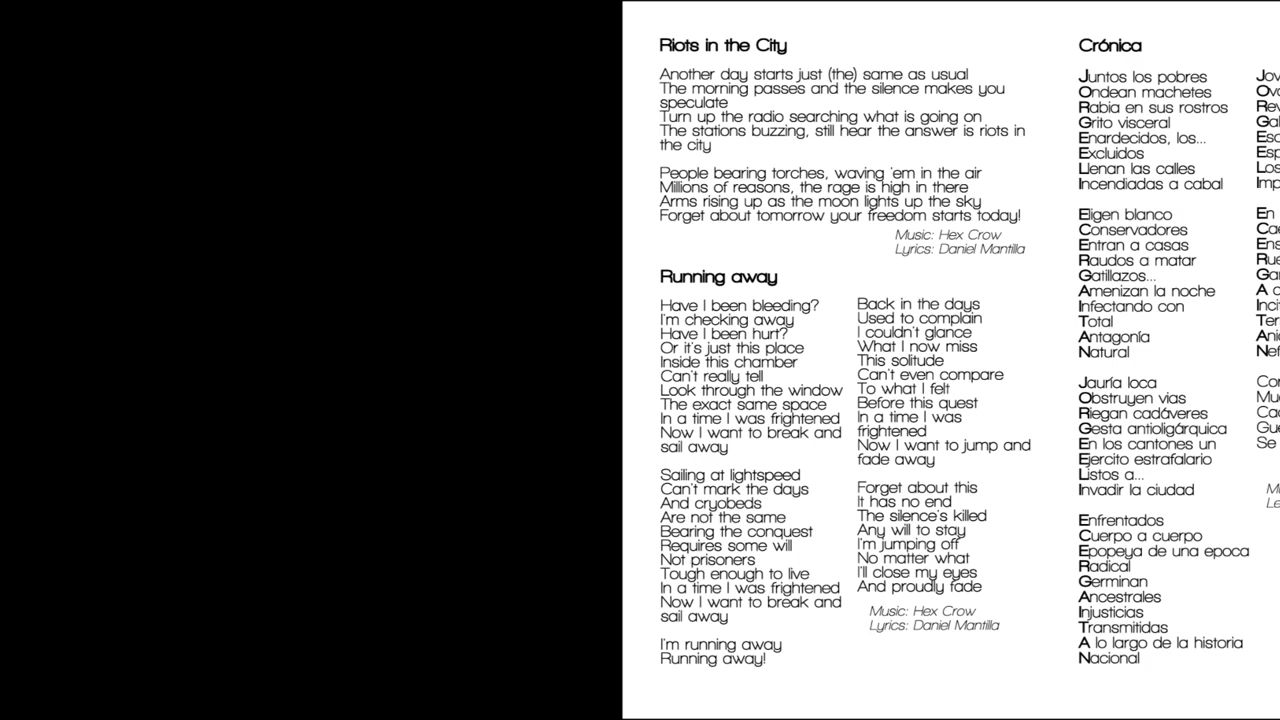 Riots in the City
Another day starts just (the) same as usual
The morning passes and the silence makes you
speculate
Turn up the radio searching what is going on
The stations buzzing, still hear the answer is riots in
the city
People bearing torches, waving 'em in the air
Millions of reasons, the rage is high in there
Arms rising up as the moon lights up the sky
Forget about tomorrow your freedom starts today!
Music: Hex Crow
Lyrics: Daniel Mantilla
Running away
Have I been bleeding?
I'm checking away
Have I been hurt?
Or it's just this place
Inside this chamber
Can't really tell
Look through the window
The exact same space
In a time I was frightened
Now I want to break and
sail away
Sailing at lightspeed
Can't mark the days
And cryobeds
Are not the same
Bearing the conquest
Requires some will
Not prisoners
Tough enough to live
In a time I was frightened
Now I want to break and
sail away
I'm running away
Running away!
Back in the days
Used to complain
I couldn't glance
What I now miss
This solitude
Can't even compare
To what I felt
Before this quest
In a time I was
frightened
Now I want to jump and
fade away
Forget about this
It has no end
The silence's killed
Any will to stay
I'm jumping off
No matter what
I'll close my eyes
And proudly fade
Music: Hex Crow
Lyrics: Daniel Mantilla
Crónica
Juntos los pobres
Ondean machetes
Rabia en sus rostros
Grito visceral
Enardecidos, los...
Excluidos
Llenan las calles
Incendiadas a cabal
Eligen blanco
Conservadores
Entran a casas
Raudos a matar
Gatillazos...
Amenizan la noche
Infectando con
Total
Antagonía
Natural
Jauría loca
Obstruyen vias
Riegan cadáveres
Gesta antioligárquica
En los cantones un
Ejercito estrafalario
Listos a...
Invadir la ciudad
Enfrentados
Cuerpo a cuerpo
Epopeya de una epoca
Radical
Germinan
Ancestrales
Injusticias
Transmitidas
A lo largo de la historia
Nacional
Los
En
A
Se